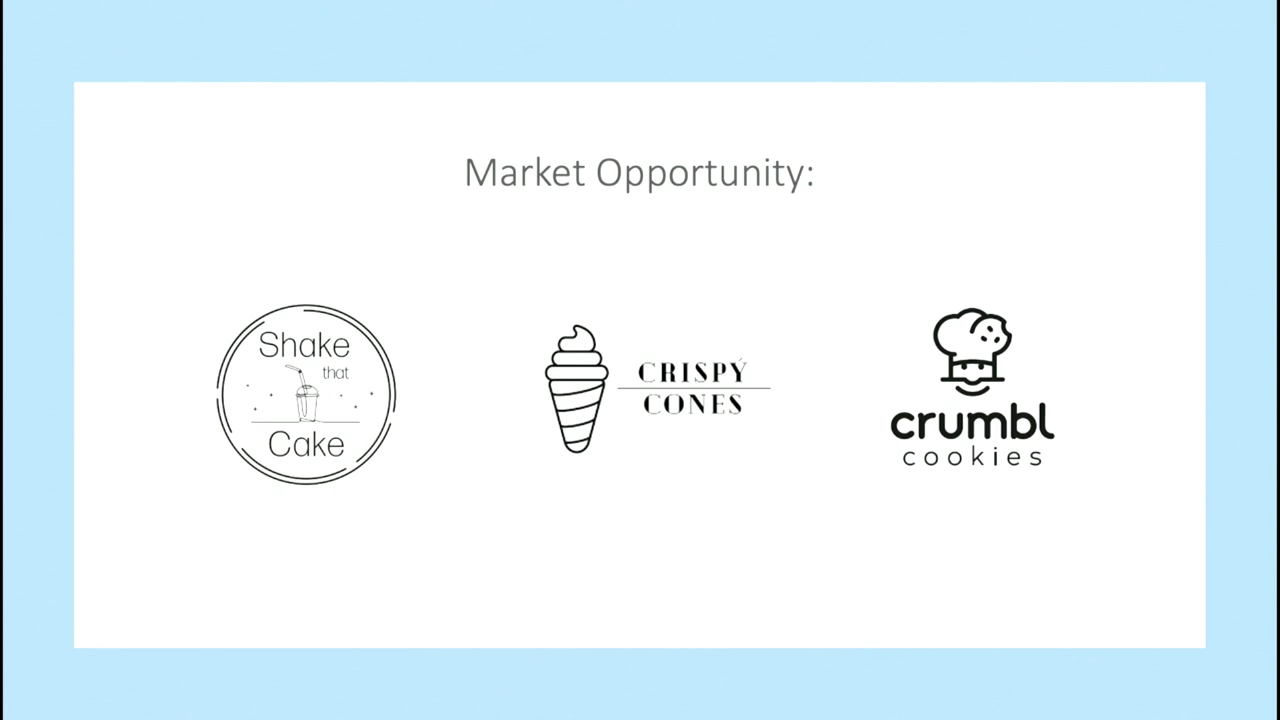 Market Opportunity:
Shake
that
Cake
CRISPÝ
CONES
crumbl
cookies